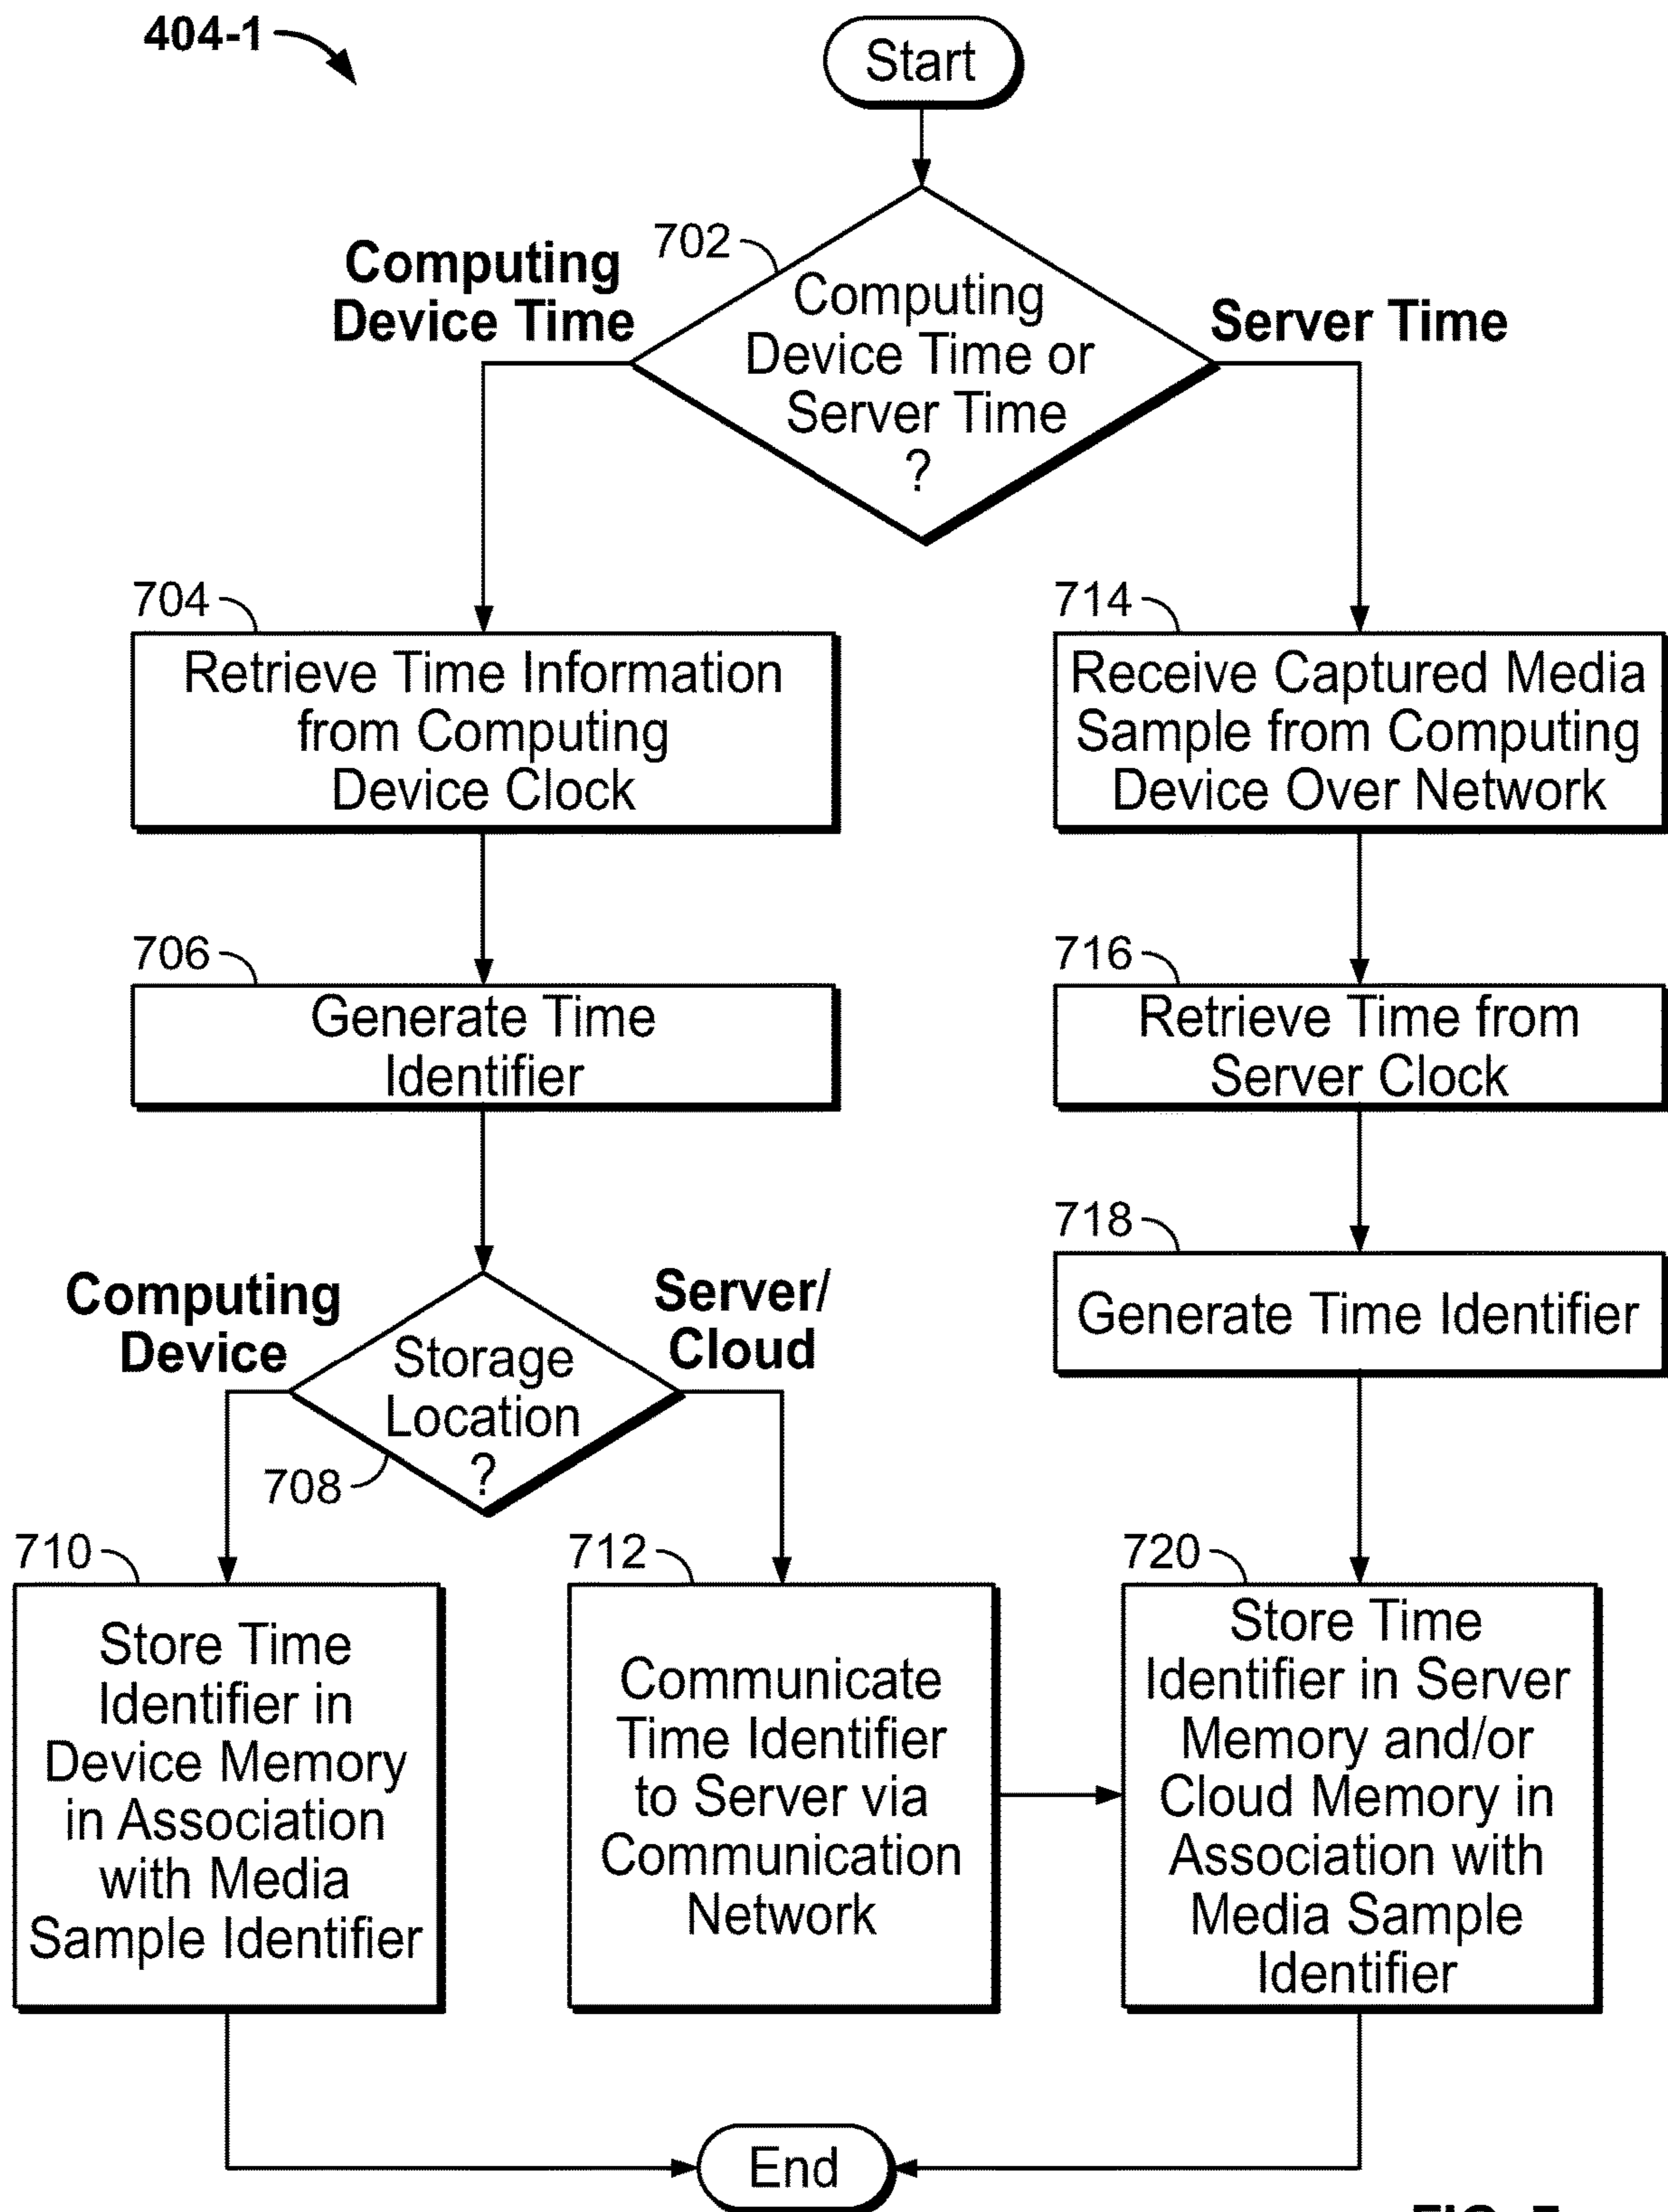 404-1
Start
702
Computing
Device Time
Computing
Device Time or
Server Time
?
Server Time
704
Retrieve Time Information
from Computing
Device Clock
714
Receive Captured Media
Sample from Computing
Device Over Network
706
Generate Time
Identifier
716
Retrieve Time from
Server Clock
718
Generate Time Identifier
Computing
Device
Storage
Location
?
708
Server/
Cloud
710
Store Time
Identifier in
Device Memory
in Association
with Media
Sample Identifier
712
Communicate
Time Identifier
to Server via
Communication
Network
720
Store Time
Identifier in Server
Memory and/or
Cloud Memory in
Association with
Media Sample
Identifier
End